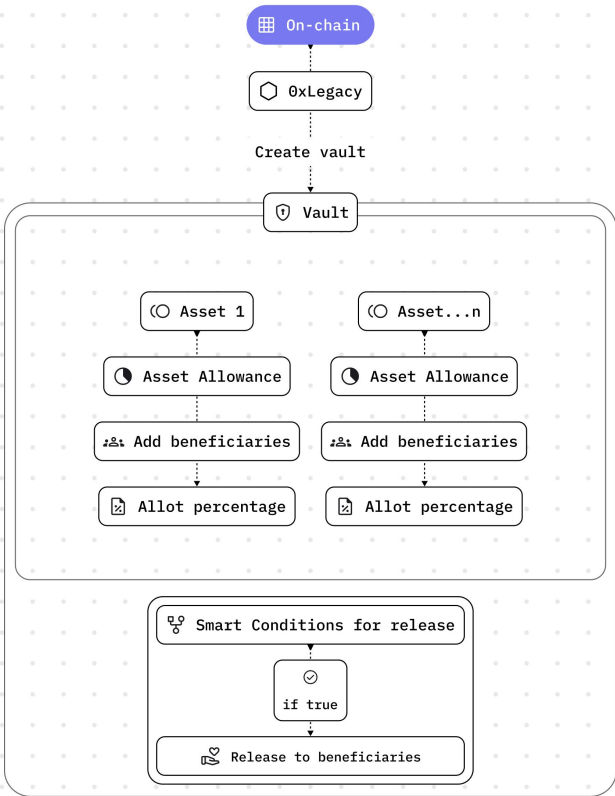 On-chain
0xLegacy
Create vault
Vault
Asset 1
Asset...n
Asset Allowance
Asset Allowance
Add beneficiaries
Add beneficiaries
Allot percentage
Allot percentage
Smart Conditions for release
if true
Release to beneficiaries